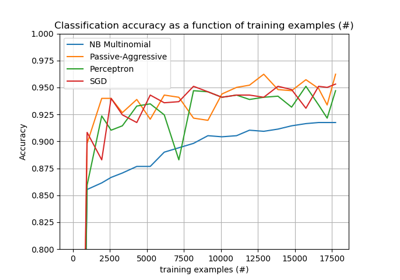 Classification accuracy as a function of training examples (#)
1.000
0.975
0.950
0.925
0.900
0.875
0.850
0.825
0.800
Accuracy
NB Multinomial
Passive-Aggressive
Perceptron
SGD
0 2500 5000 7500 10000 12500 15000 17500
training examples (#)